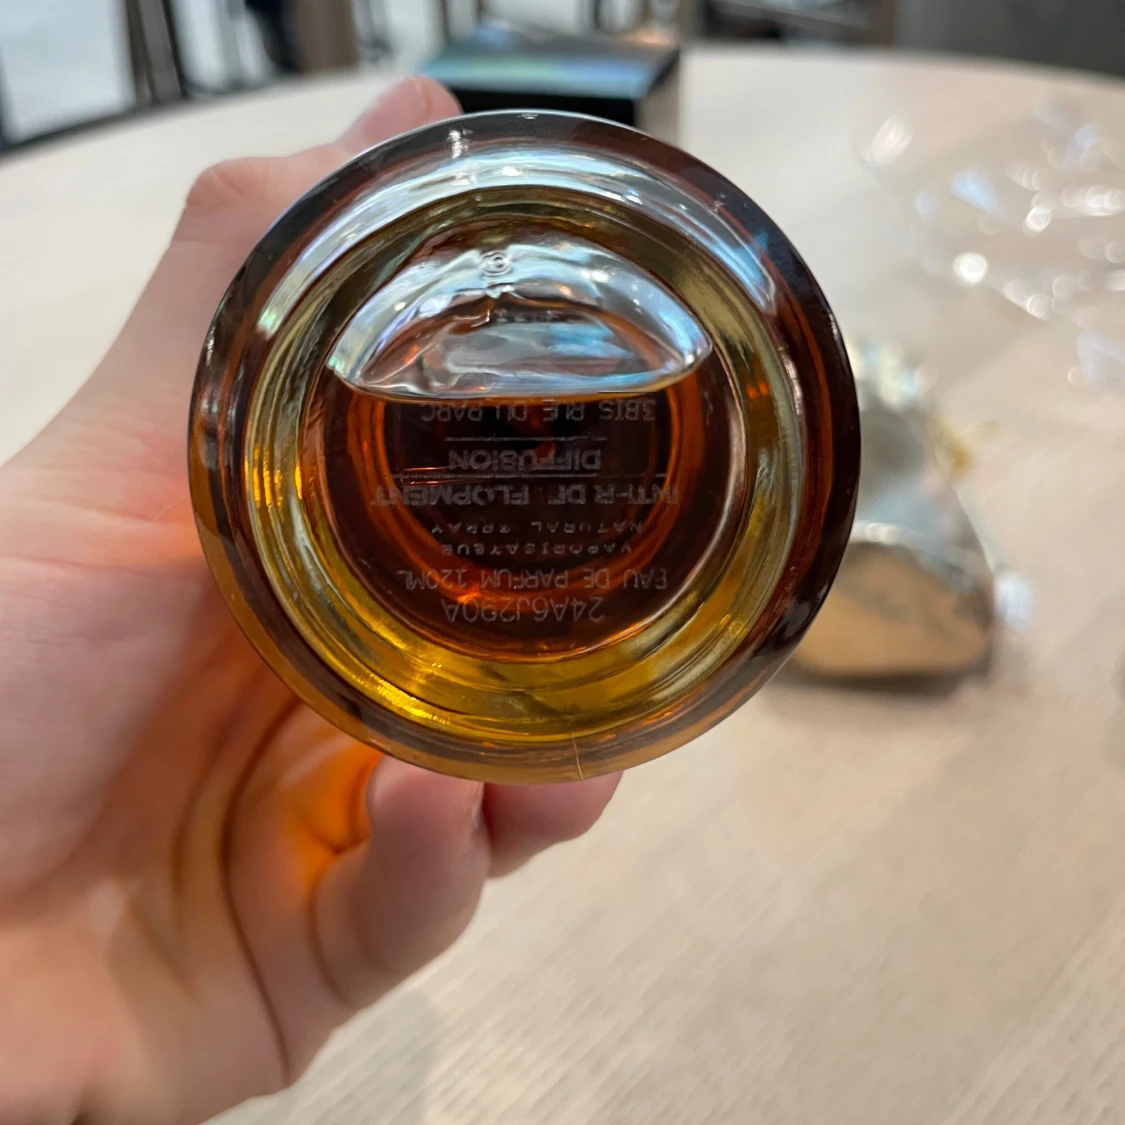 24A6J290A
EAU DE PARFUM 120ML
VAPORISATEUR
NATURAL SPRAY
DIFFUSION
3BIS RUE DU PARC